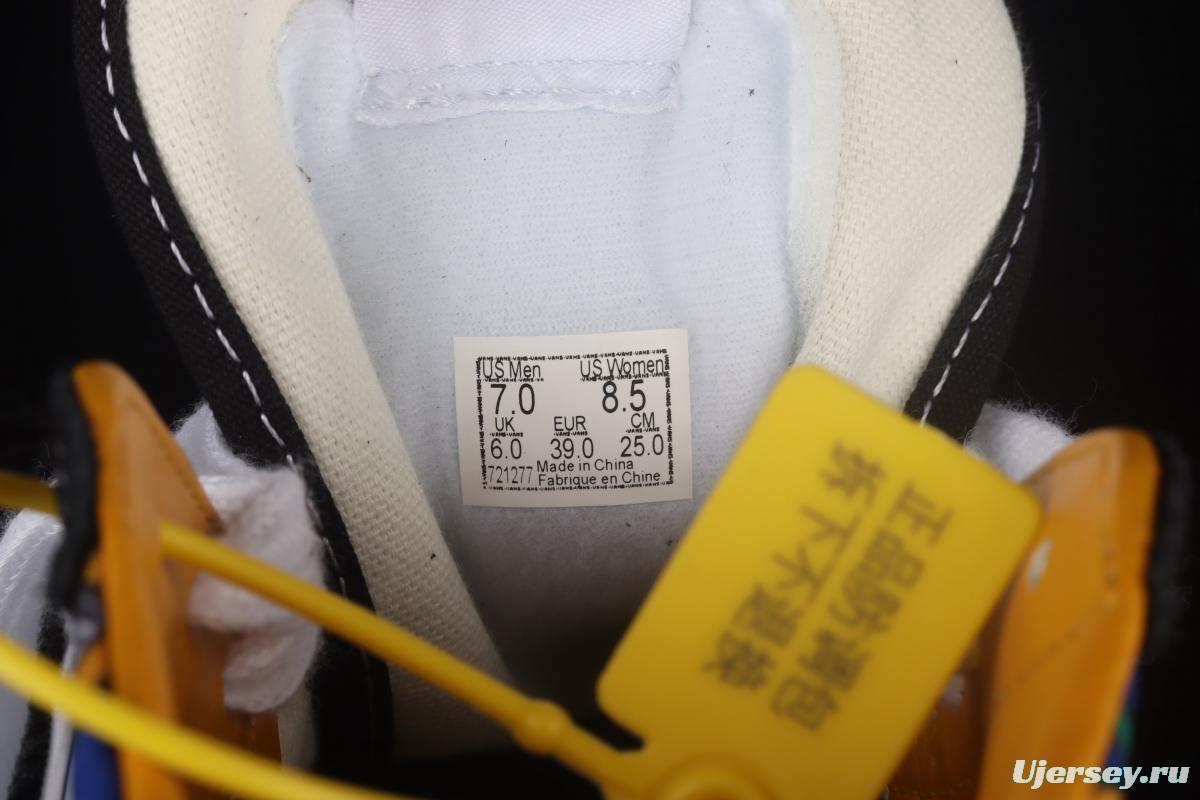 US Men US Women
7.0 8.5
UK EUR CM
6.0 39.0 25.0
721277 Made in China
Fabrique en Chine
正品防调包
拆下不退换
Ujersey.ru